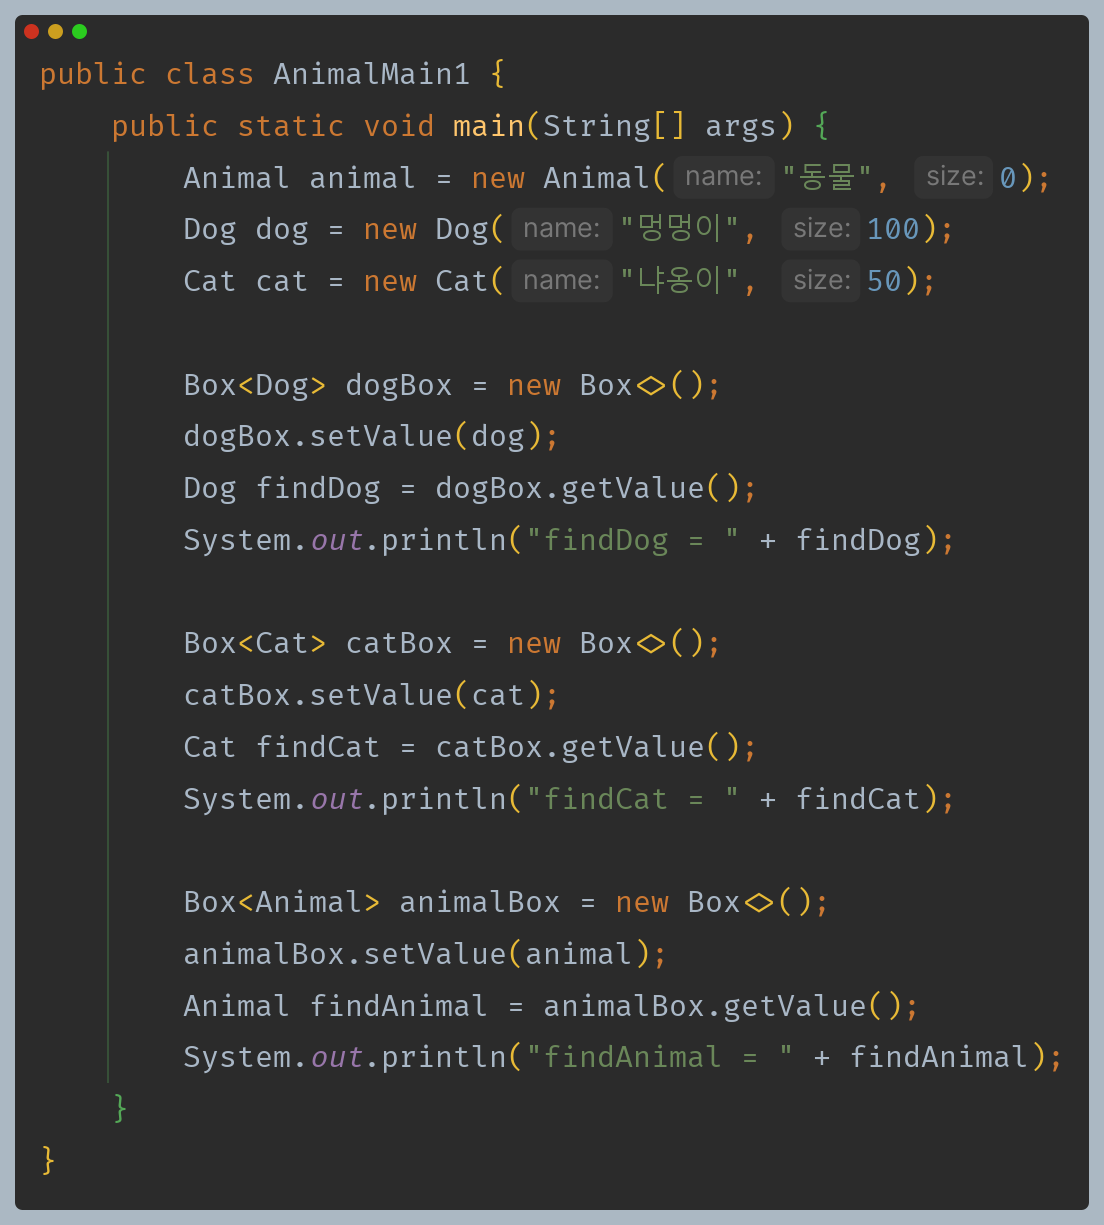 public class AnimalMain1 {
    public static void main(String[] args) {
        Animal animal = new Animal( name: "동물", size: 0);
        Dog dog = new Dog( name: "멍멍이", size: 100);
        Cat cat = new Cat( name: "냐옹이", size: 50);

        Box<Dog> dogBox = new Box<>();
        dogBox.setValue(dog);
        Dog findDog = dogBox.getValue();
        System.out.println("findDog = " + findDog);

        Box<Cat> catBox = new Box<>();
        catBox.setValue(cat);
        Cat findCat = catBox.getValue();
        System.out.println("findCat = " + findCat);

        Box<Animal> animalBox = new Box<>();
        animalBox.setValue(animal);
        Animal findAnimal = animalBox.getValue();
        System.out.println("findAnimal = " + findAnimal);
    }
}